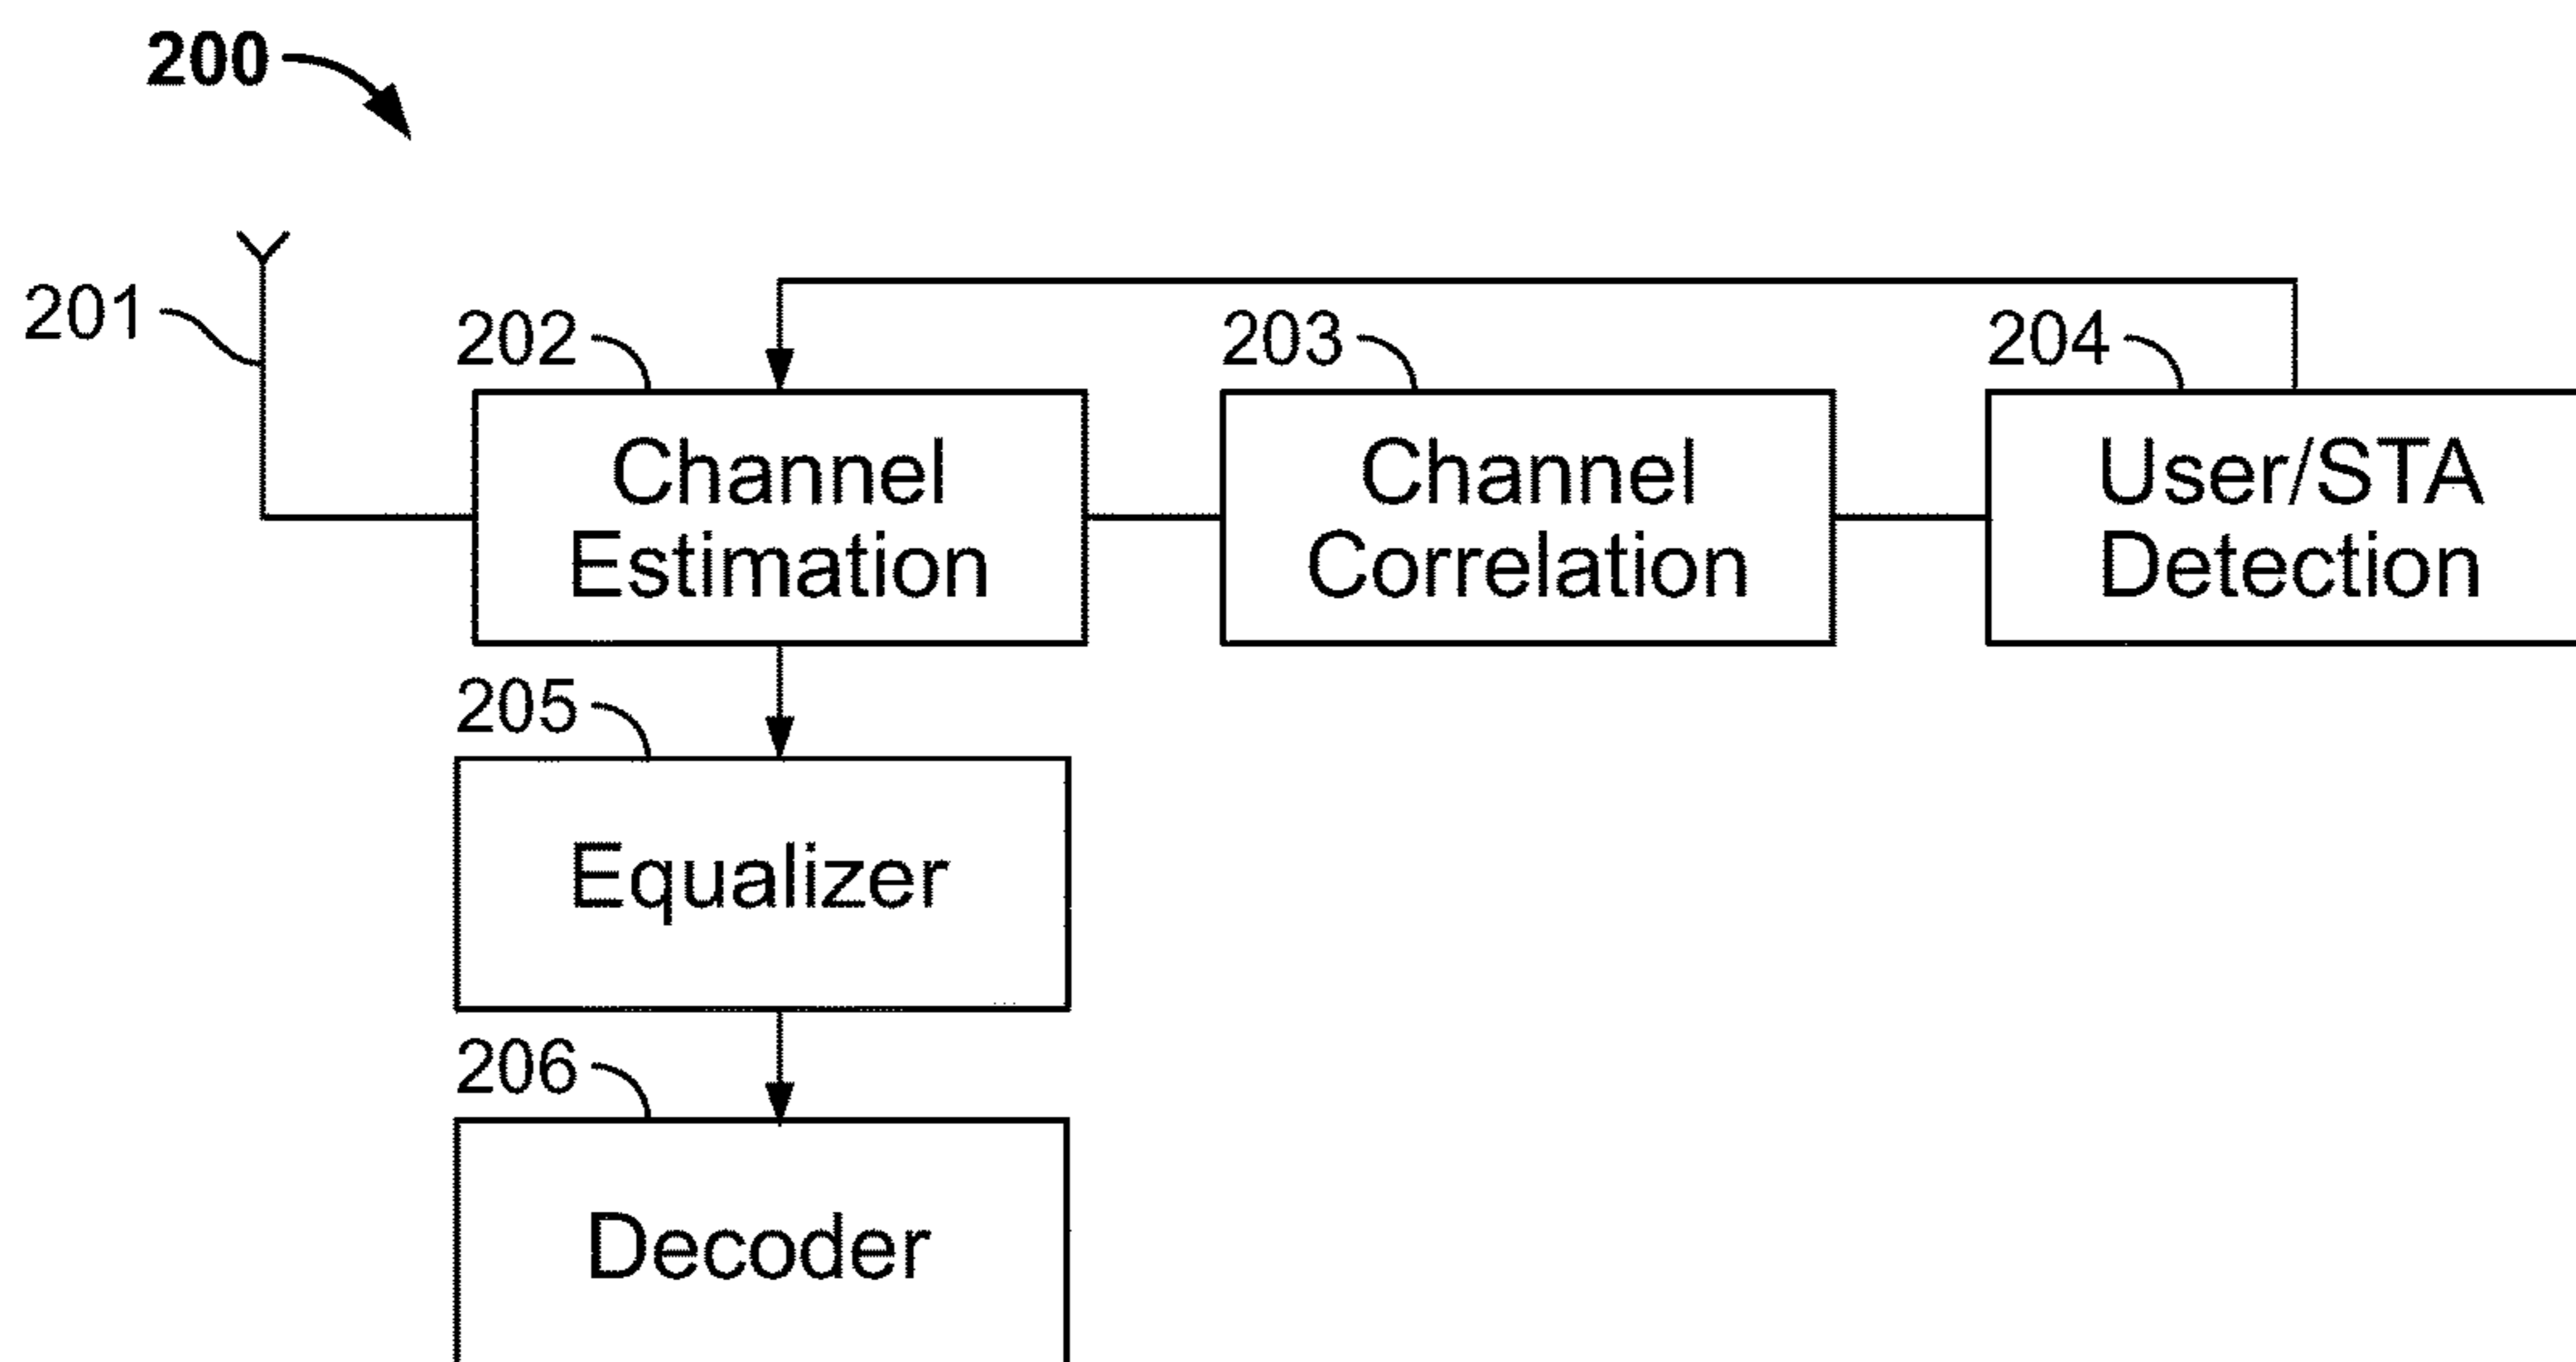 200
201
202
203
204
Channel
Estimation
Channel
Correlation
User/STA
Detection
205
Equalizer
206
Decoder